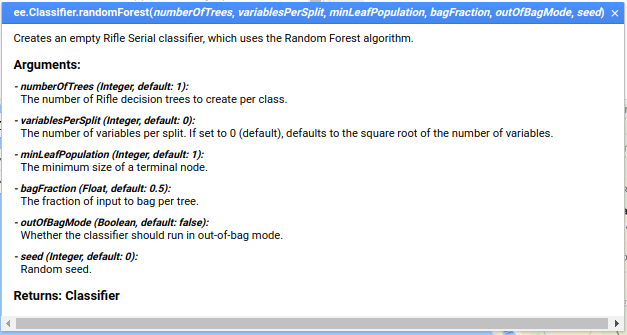 ee.Classifier.randomForest(numberOfTrees, variablesPerSplit, minLeafPopulation, bagFraction, outOfBagMode, seed) ×
Creates an empty Rifle Serial classifier, which uses the Random Forest algorithm.
Arguments:
- numberOfTrees (Integer, default: 1):
The number of Rifle decision trees to create per class.
- variablesPerSplit (Integer, default: 0):
The number of variables per split. If set to 0 (default), defaults to the square root of the number of variables.
- minLeafPopulation (Integer, default: 1):
The minimum size of a terminal node.
- bagFraction (Float, default: 0.5):
The fraction of input to bag per tree.
- outOfBagMode (Boolean, default: false):
Whether the classifier should run in out-of-bag mode.
- seed (Integer, default: 0):
Random seed.
Returns: Classifier